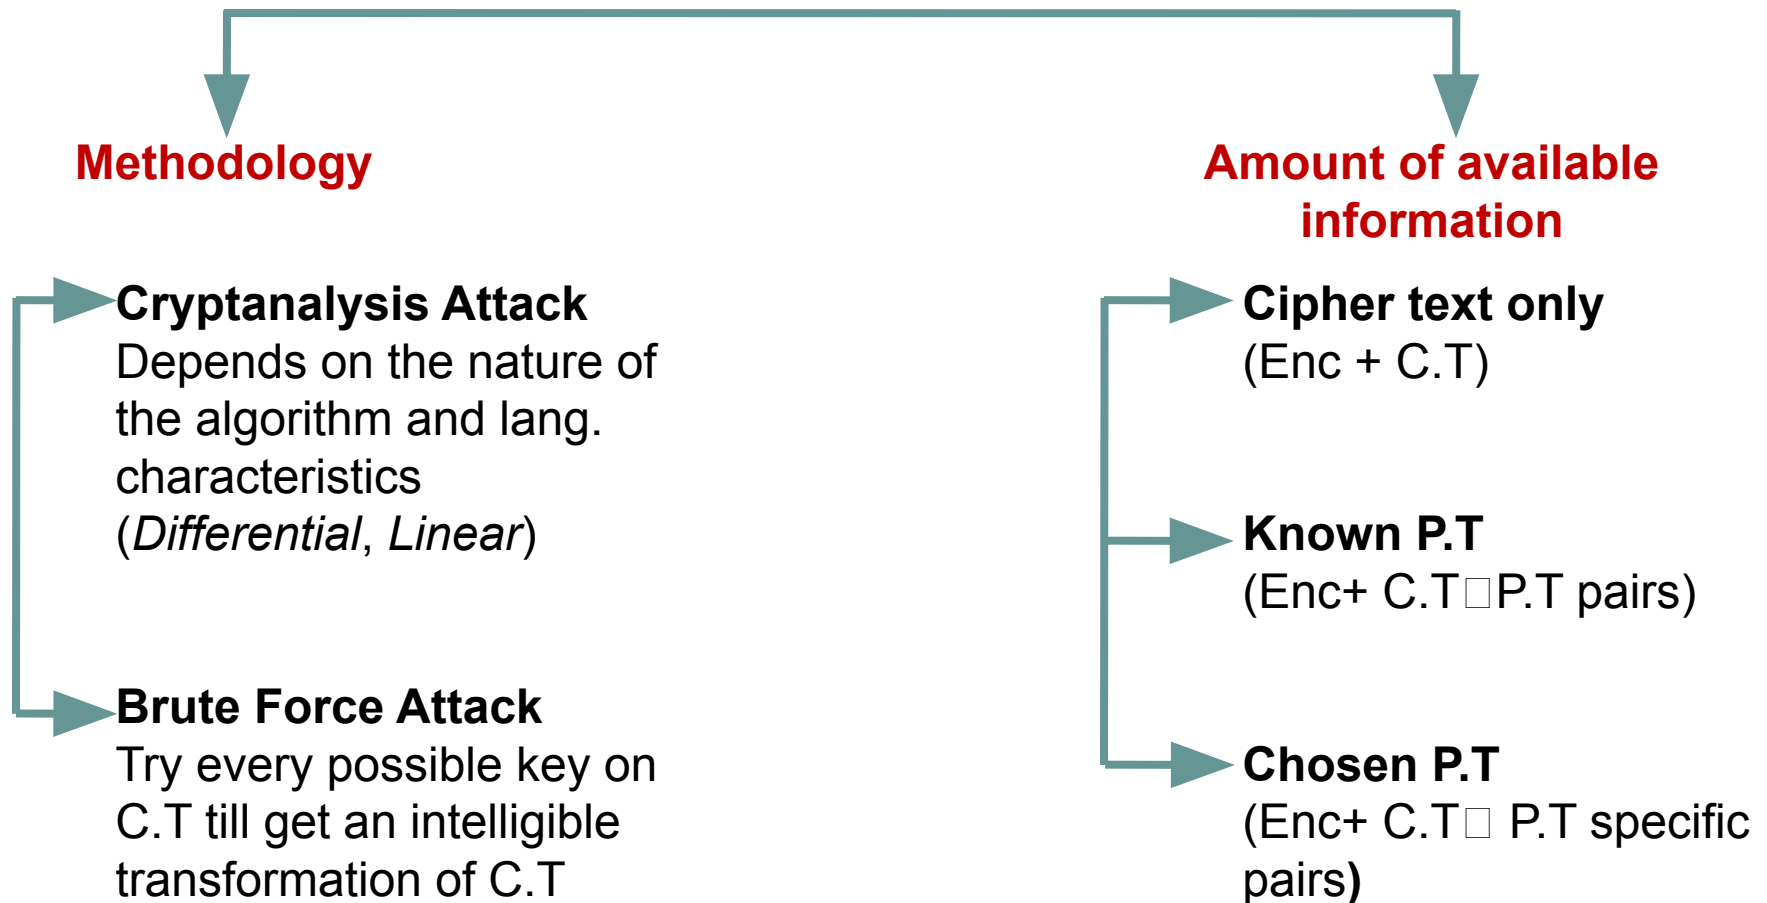 Methodology
Cryptanalysis Attack
Depends on the nature of
the algorithm and lang.
characteristics
(Differential, Linear)
Brute Force Attack
Try every possible key on
C.T till get an intelligible
transformation of C.T
Amount of available
information
Cipher text only
(Enc + C.T)
Known P.T
(Enc+ C.T□P.T pairs)
Chosen P.T
(Enc+ C.T□ P.T specific
pairs)